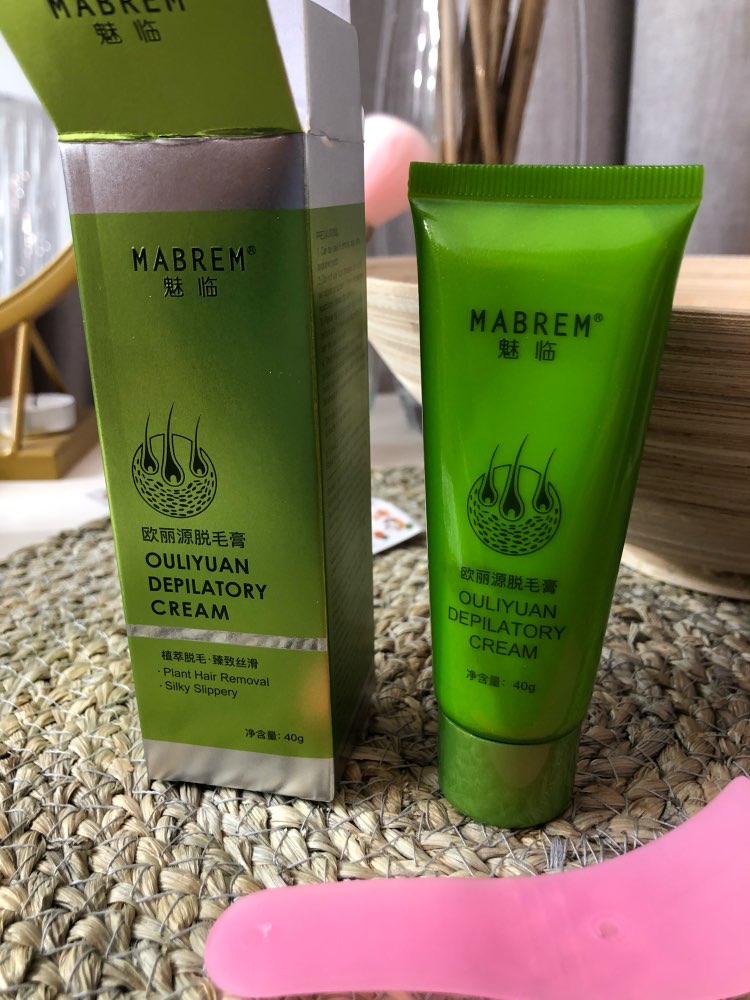 MABREM
魅临
MABREM®
魅临
欧丽源脱毛膏
OULIYUAN
DEPILATORY
CREAM
植萃脱毛·臻致丝滑
· Plant Hair Removal
· Silky Slippery
净含量: 40g
MABREM®
魅临
欧丽源脱毛膏
OULIYUAN
DEPILATORY
CREAM
净含量: 40g